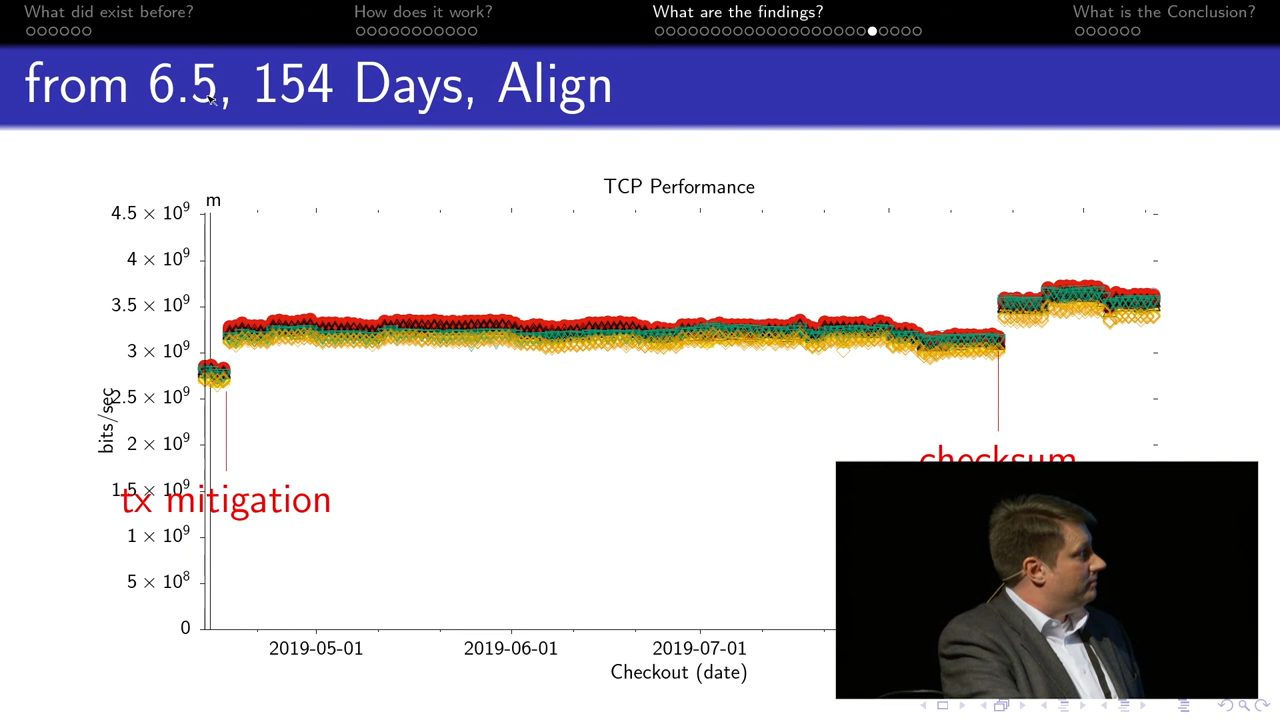 What did exist before?
How does it work?
What are the findings?
What is the Conclusion?
from 6.5, 154 Days, Align
TCP Performance
m
4.5 × 10⁹
4 × 10⁹
3.5 × 10⁹
3 × 10⁹
2.5 × 10⁹
2 × 10⁹
1.5 × 10⁹
1 × 10⁹
5 × 10⁸
0
bits/sec
tx mitigation
checksum
2019-05-01
2019-06-01
2019-07-01
Checkout (date)